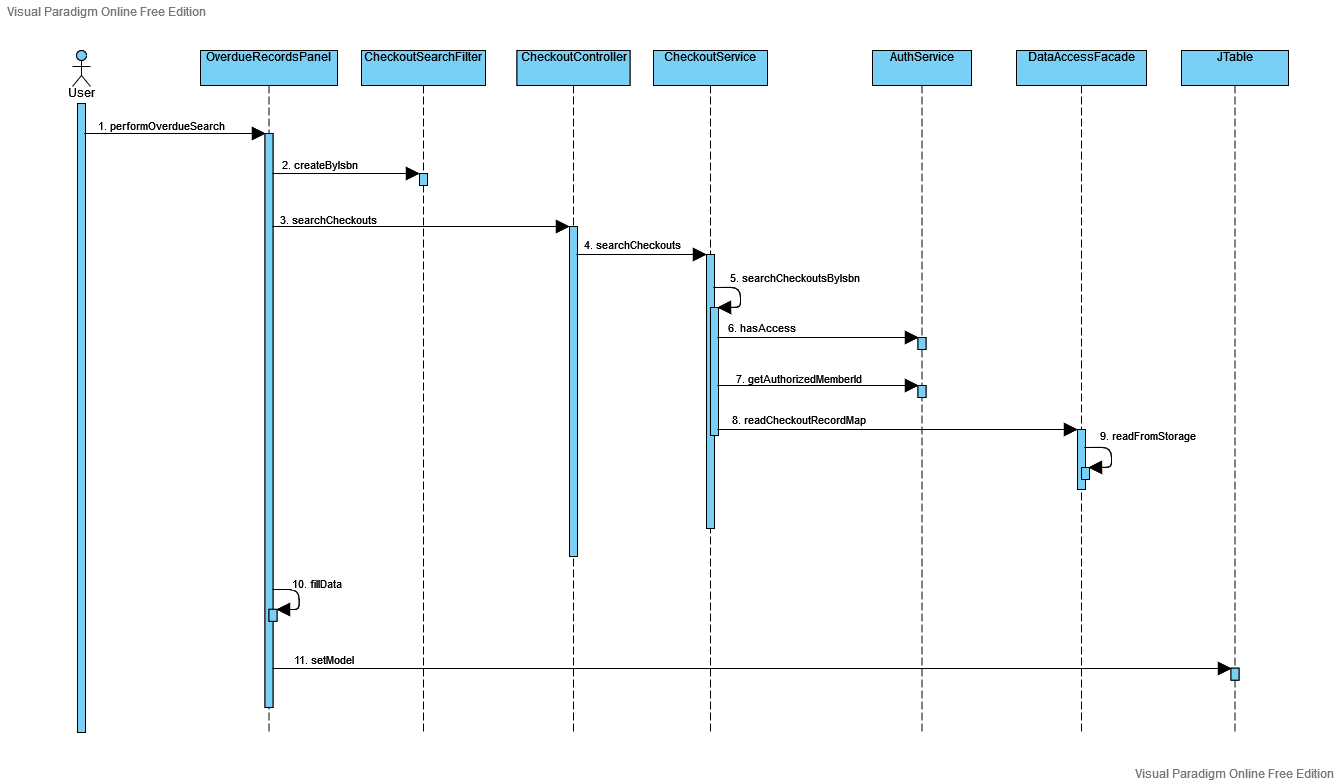 Visual Paradigm Online Free Edition
User
OverdueRecordsPanel
CheckoutSearchFilter
CheckoutController
CheckoutService
AuthService
DataAccessFacade
JTable
1. performOverdueSearch
2. createByIsbn
3. searchCheckouts
4. searchCheckouts
5. searchCheckoutsByIsbn
6. hasAccess
7. getAuthorizedMemberId
8. readCheckoutRecordMap
9. readFromStorage
10. fillData
11. setModel
Visual Paradigm Online Free Edition